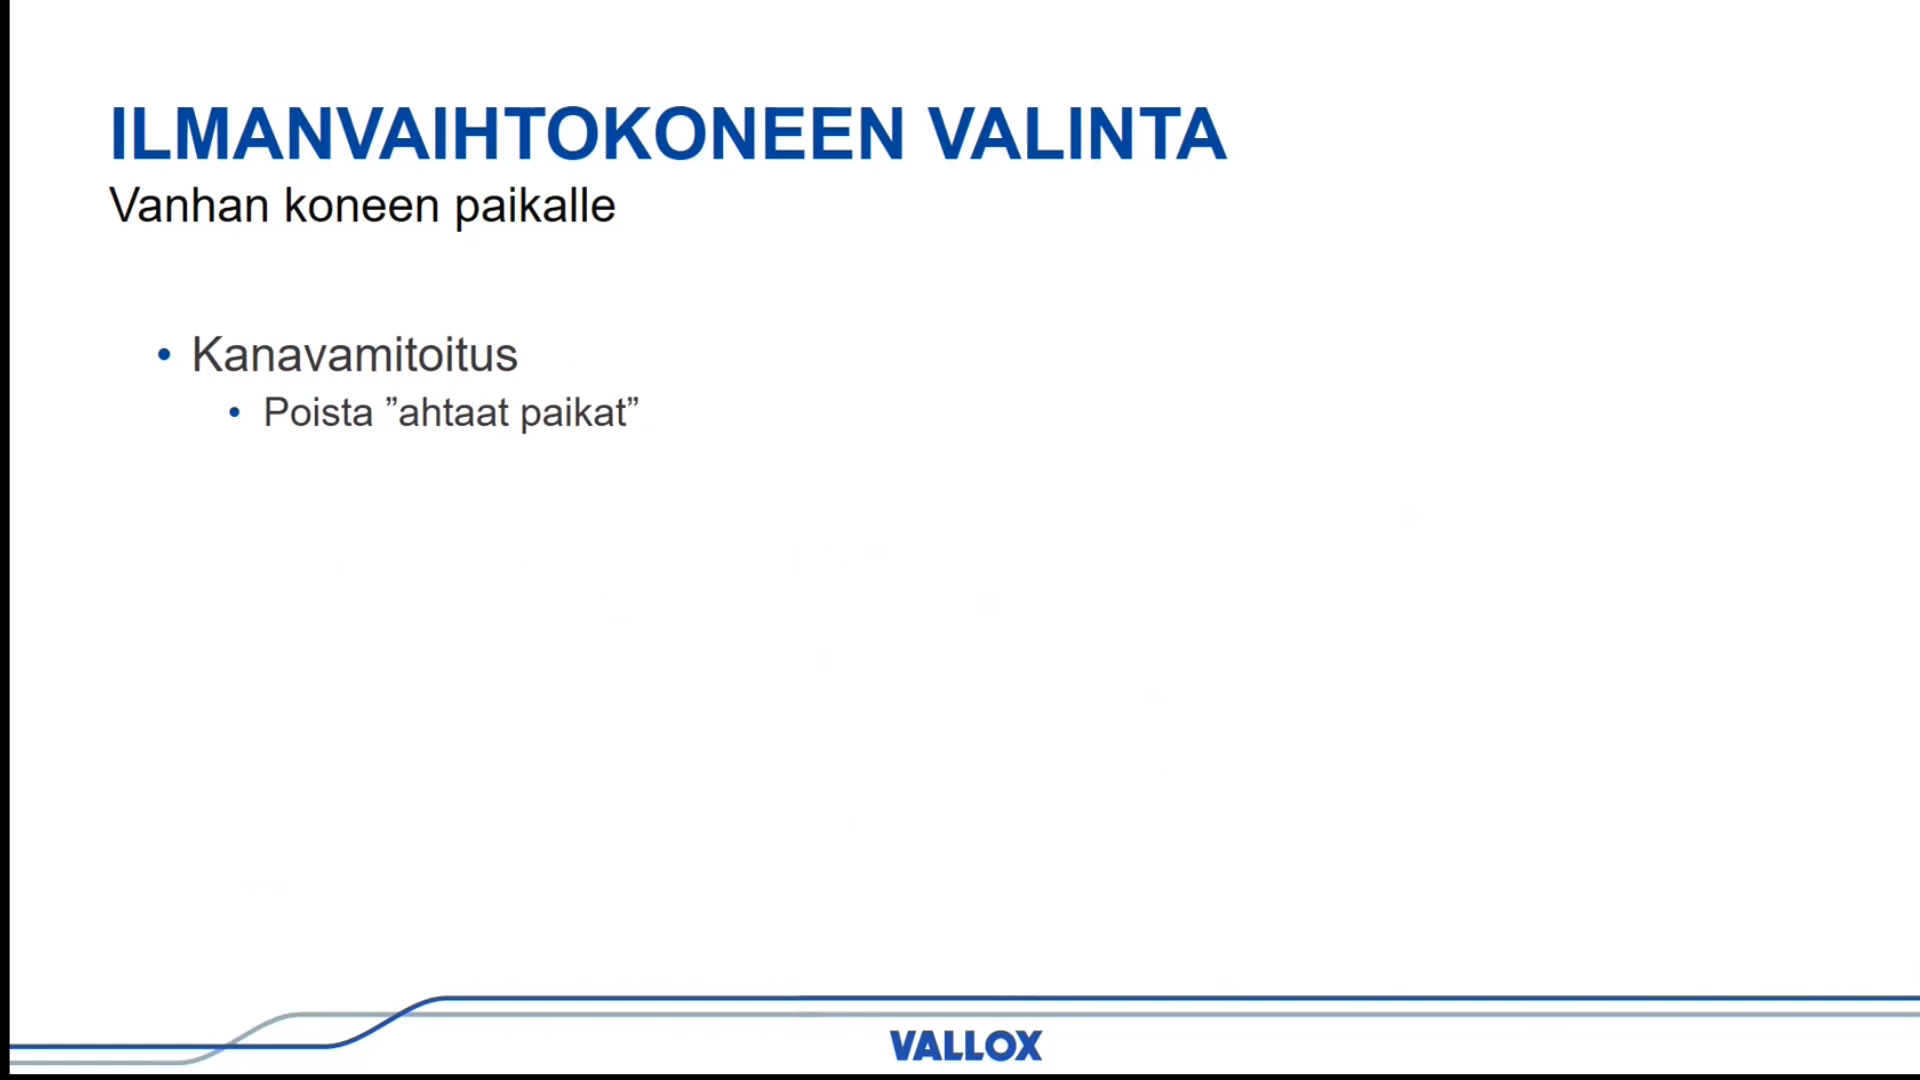 ILMANVAIHTOKONEEN VALINTA
Vanhan koneen paikalle
• Kanavamitoitus
• Poista ”ahtaat paikat”
VALLOX